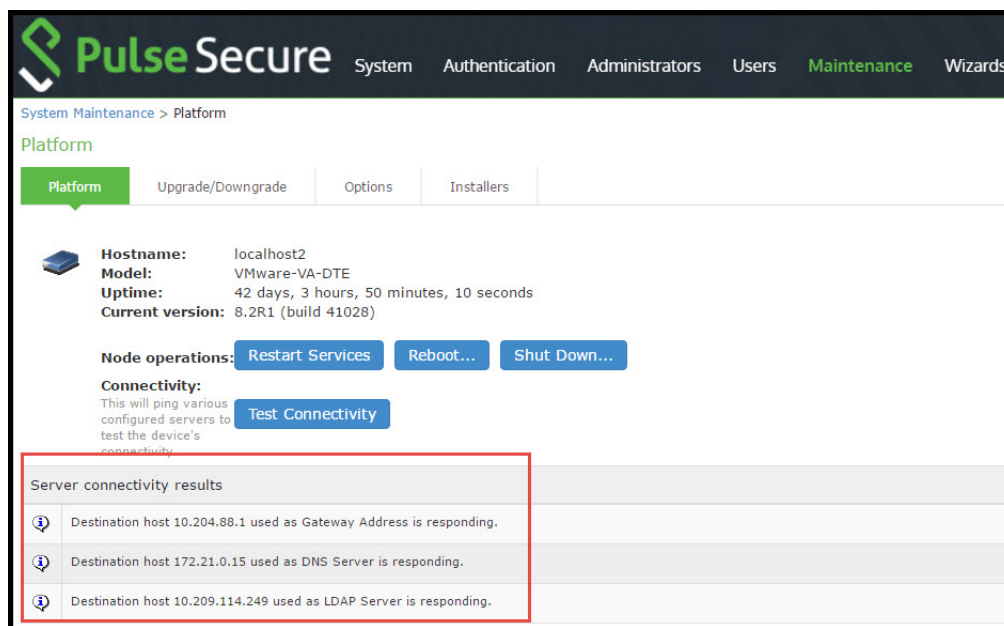 Pulse Secure System Authentication Administrators Users Maintenance Wizards
System Maintenance > Platform
Platform
Platform Upgrade/Downgrade Options Installers
Hostname: localhost2
Model: VMware-VA-DTE
Uptime: 42 days, 3 hours, 50 minutes, 10 seconds
Current version: 8.2R1 (build 41028)
Node operations: Restart Services Reboot... Shut Down...
Connectivity:
This will ping various
configured servers to Test Connectivity
test the device's
connectivity
Server connectivity results
Destination host 10.204.88.1 used as Gateway Address is responding.
Destination host 172.21.0.15 used as DNS Server is responding.
Destination host 10.209.114.249 used as LDAP Server is responding.